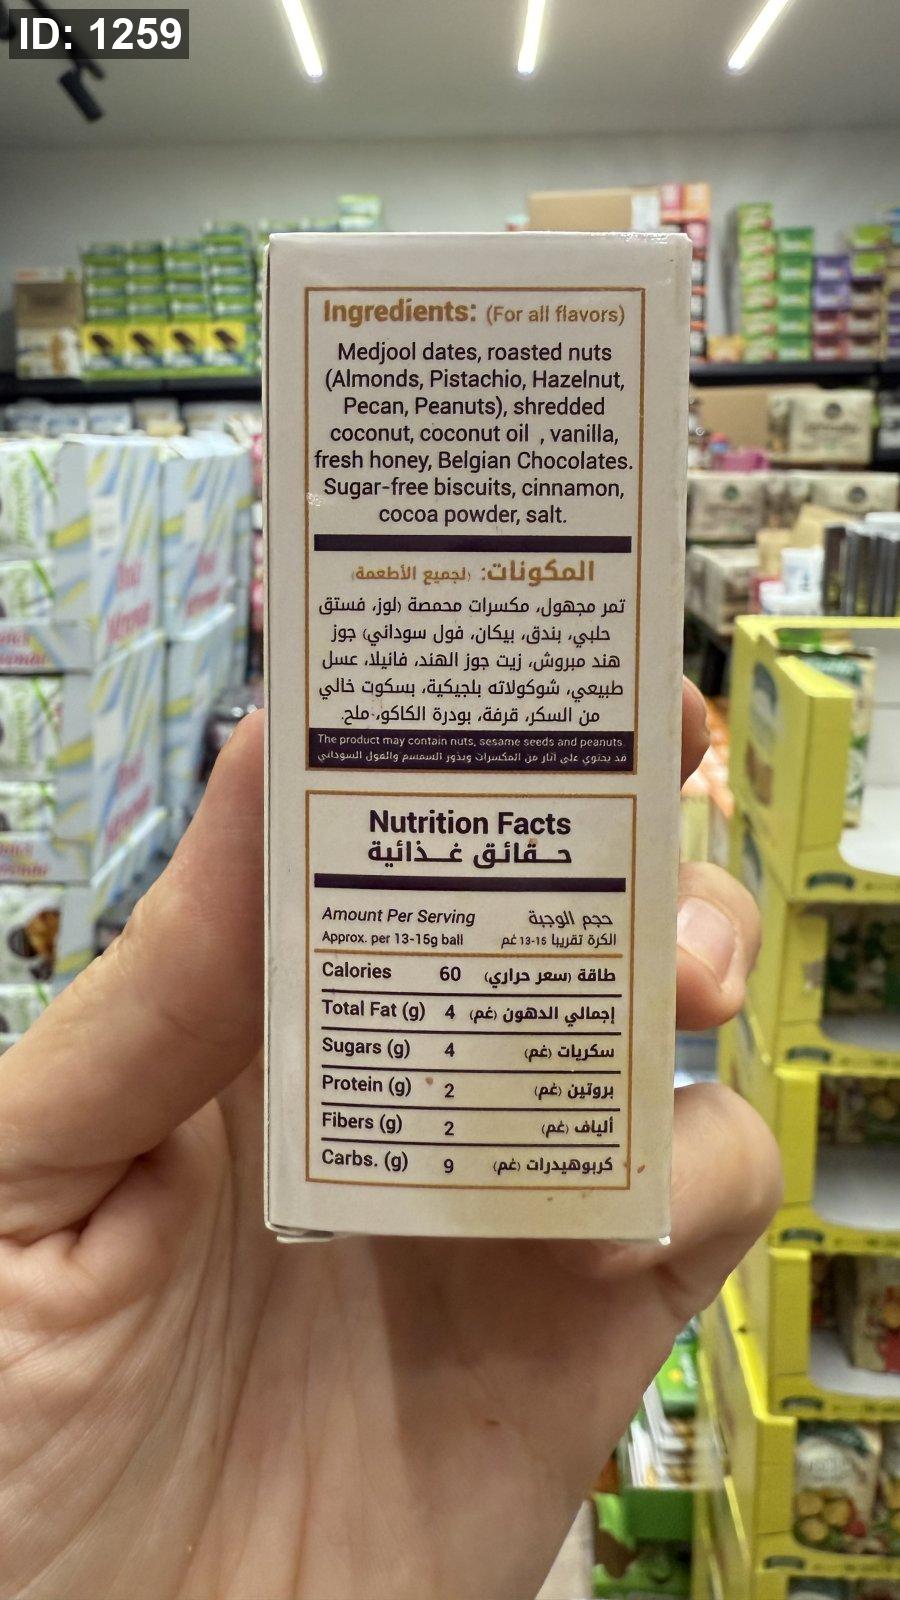 ID: 1259
Ingredients: (For all flavors)
Medjool dates, roasted nuts
(Almonds, Pistachio, Hazelnut,
Pecan, Peanuts), shredded
coconut, coconut oil , vanilla,
fresh honey, Belgian Chocolates.
Sugar-free biscuits, cinnamon,
cocoa powder, salt.
المكونات: (لجميع الأطعمة)
تمر مجهول، مكسرات محمصة (لوز، فستق
حلبي، بندق، بيكان، فول سوداني) جوز
هند مبروش، زيت جوز الهند، فانيلا، عسل
طبيعي، شوكولاته بلجيكية، بسكوت خالي
من السكر، قرفة، بودرة الكاكو، ملح.
The product may contain nuts, sesame seeds and peanuts.
قد يحتوي على آثار من المكسرات وبذور السمسم والفول السوداني
Nutrition Facts
حـقائق غـذائية
Amount Per Serving حجم الوجبة
Approx. per 13-15g ball الكرة تقريبا 15-13 غم
Calories 60 طاقة (سعر حراري)
Total Fat (g) 4 إجمالي الدهون (غم)
Sugars (g) 4 سكريات (غم)
Protein (g) 2 بروتين (غم)
Fibers (g) 2 ألياف (غم)
Carbs. (g) 9 كربوهيدرات (غم)